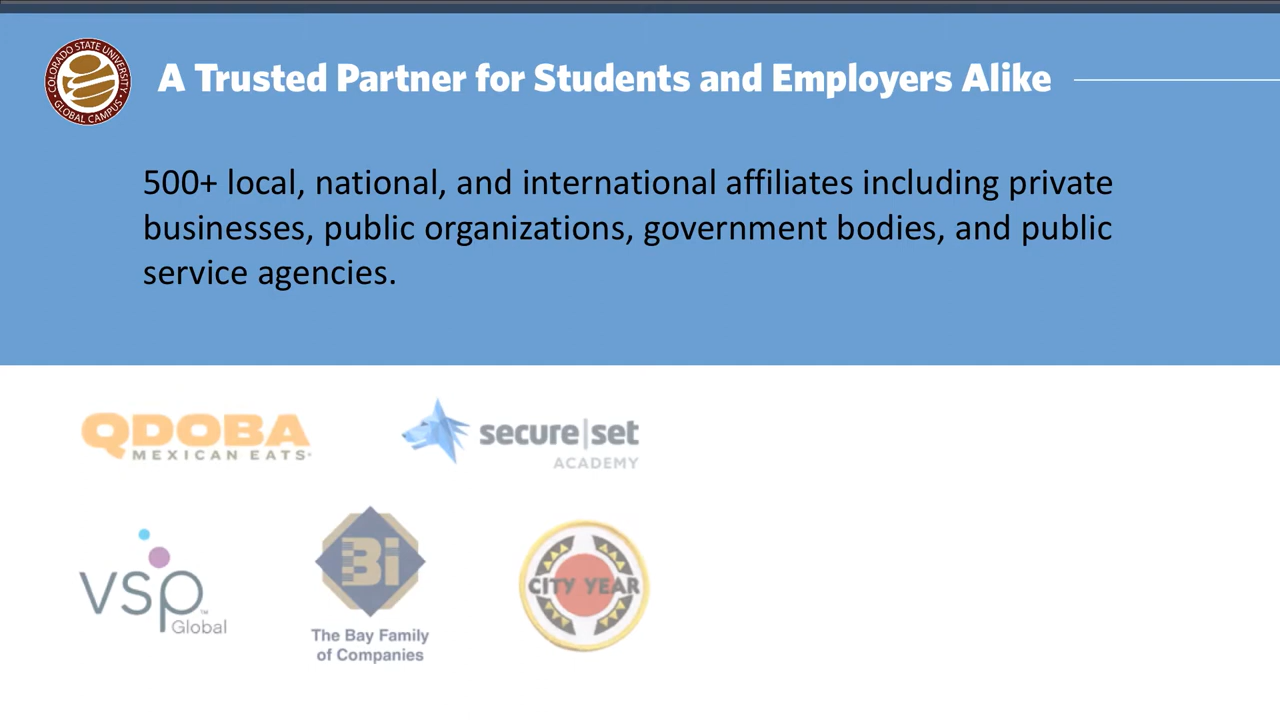 COLORADO STATE UNIVERSITY
GLOBAL CAMPUS
A Trusted Partner for Students and Employers Alike
500+ local, national, and international affiliates including private
businesses, public organizations, government bodies, and public
service agencies.
QDOBA
MEXICAN EATS
secure|set
ACADEMY
vsp™
Global
Bi
The Bay Family
of Companies
CITY YEAR